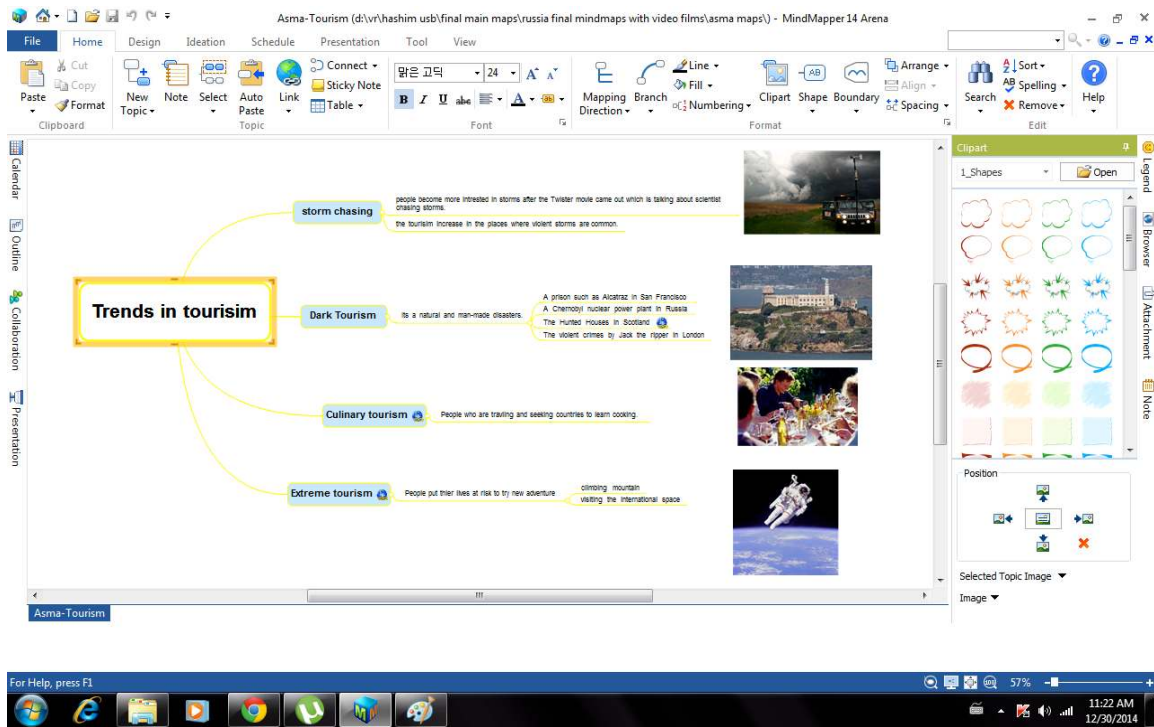 Asma-Tourism (d:\vr\hashim usb\final main maps\russia final mindmaps with video films\asma maps\) - MindMapper 14 Arena
File Home Design Ideation Schedule Presentation Tool View
Paste
Cut
Copy
Format
Clipboard
New Topic
Note
Select
Auto Paste
Link
Connect
Sticky Note
Table
Topic
맑은 고딕 24 A A
B I U abc A ab
Font
Mapping Direction
Branch
Line
Fill
Numbering
Clipart
Shape
Boundary
Arrange
Align
Spacing
Format
Search
Sort
Spelling
Remove
Edit
Help
Calendar
Outline
Collaboration
Presentation
Trends in tourisim
storm chasing
people become more intrested in storms after the Twister movie came out which is talking about scientist
chasing storms.
the tourisim increase in the places where violent storms are common.
Dark Tourism
its a natural and man-made disasters.
A prison such as Alcatraz in San Francisco
A Chernobyl nuclear power plant in Russia
The Hunted Houses in Scotland
The violent crimes by Jack the ripper in London
Culinary tourism
People who are travling and seeking countries to learn cooking.
Extreme tourism
People put thier lives at risk to try new adventure
climbing mountain
visiting the international space
Clipart
1_Shapes
Open
Position
Selected Topic Image
Image
Legend
Browser
Attachment
Note
Asma-Tourism
For Help, press F1
57%
11:22 AM
12/30/2014